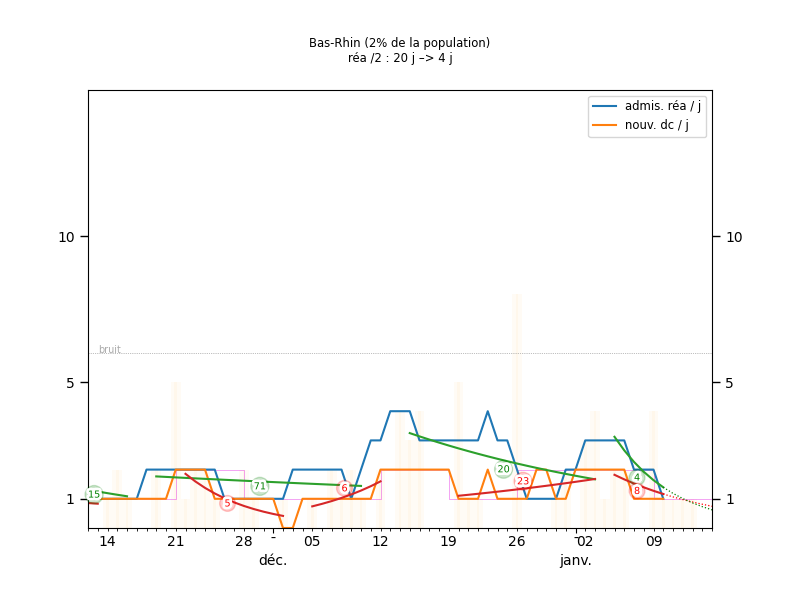 Bas-Rhin (2% de la population)
réa /2 : 20 j –> 4 j
admis. réa / j
nouv. dc / j
10 10
bruit
5 5
15 71 5 6 20 23 4 8
1 1
14 21 28 05 12 19 26 02 09
déc. janv.